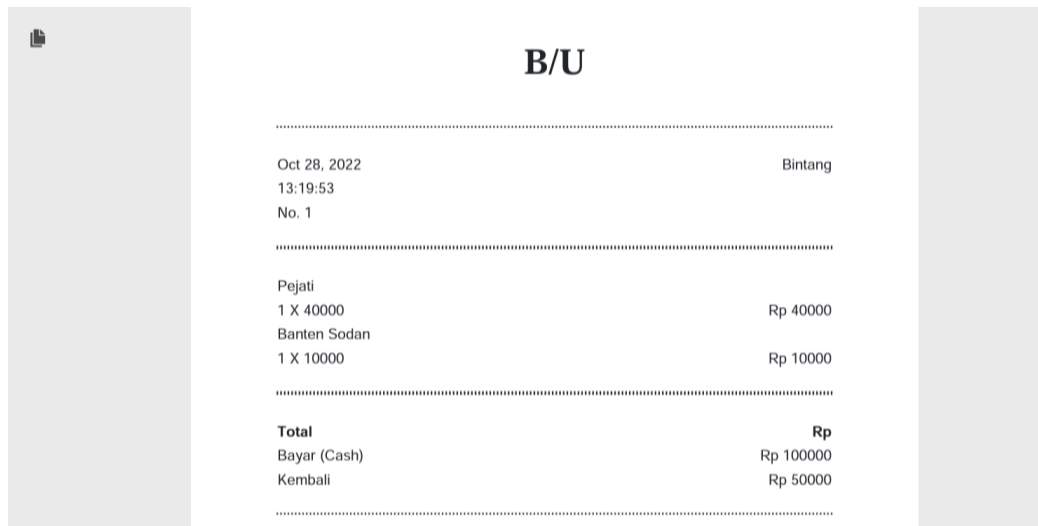 B/U
Oct 28, 2022 Bintang
13:19:53
No. 1
Pejati
1 X 40000 Rp 40000
Banten Sodan
1 X 10000 Rp 10000
Total Rp
Bayar (Cash) Rp 100000
Kembali Rp 50000